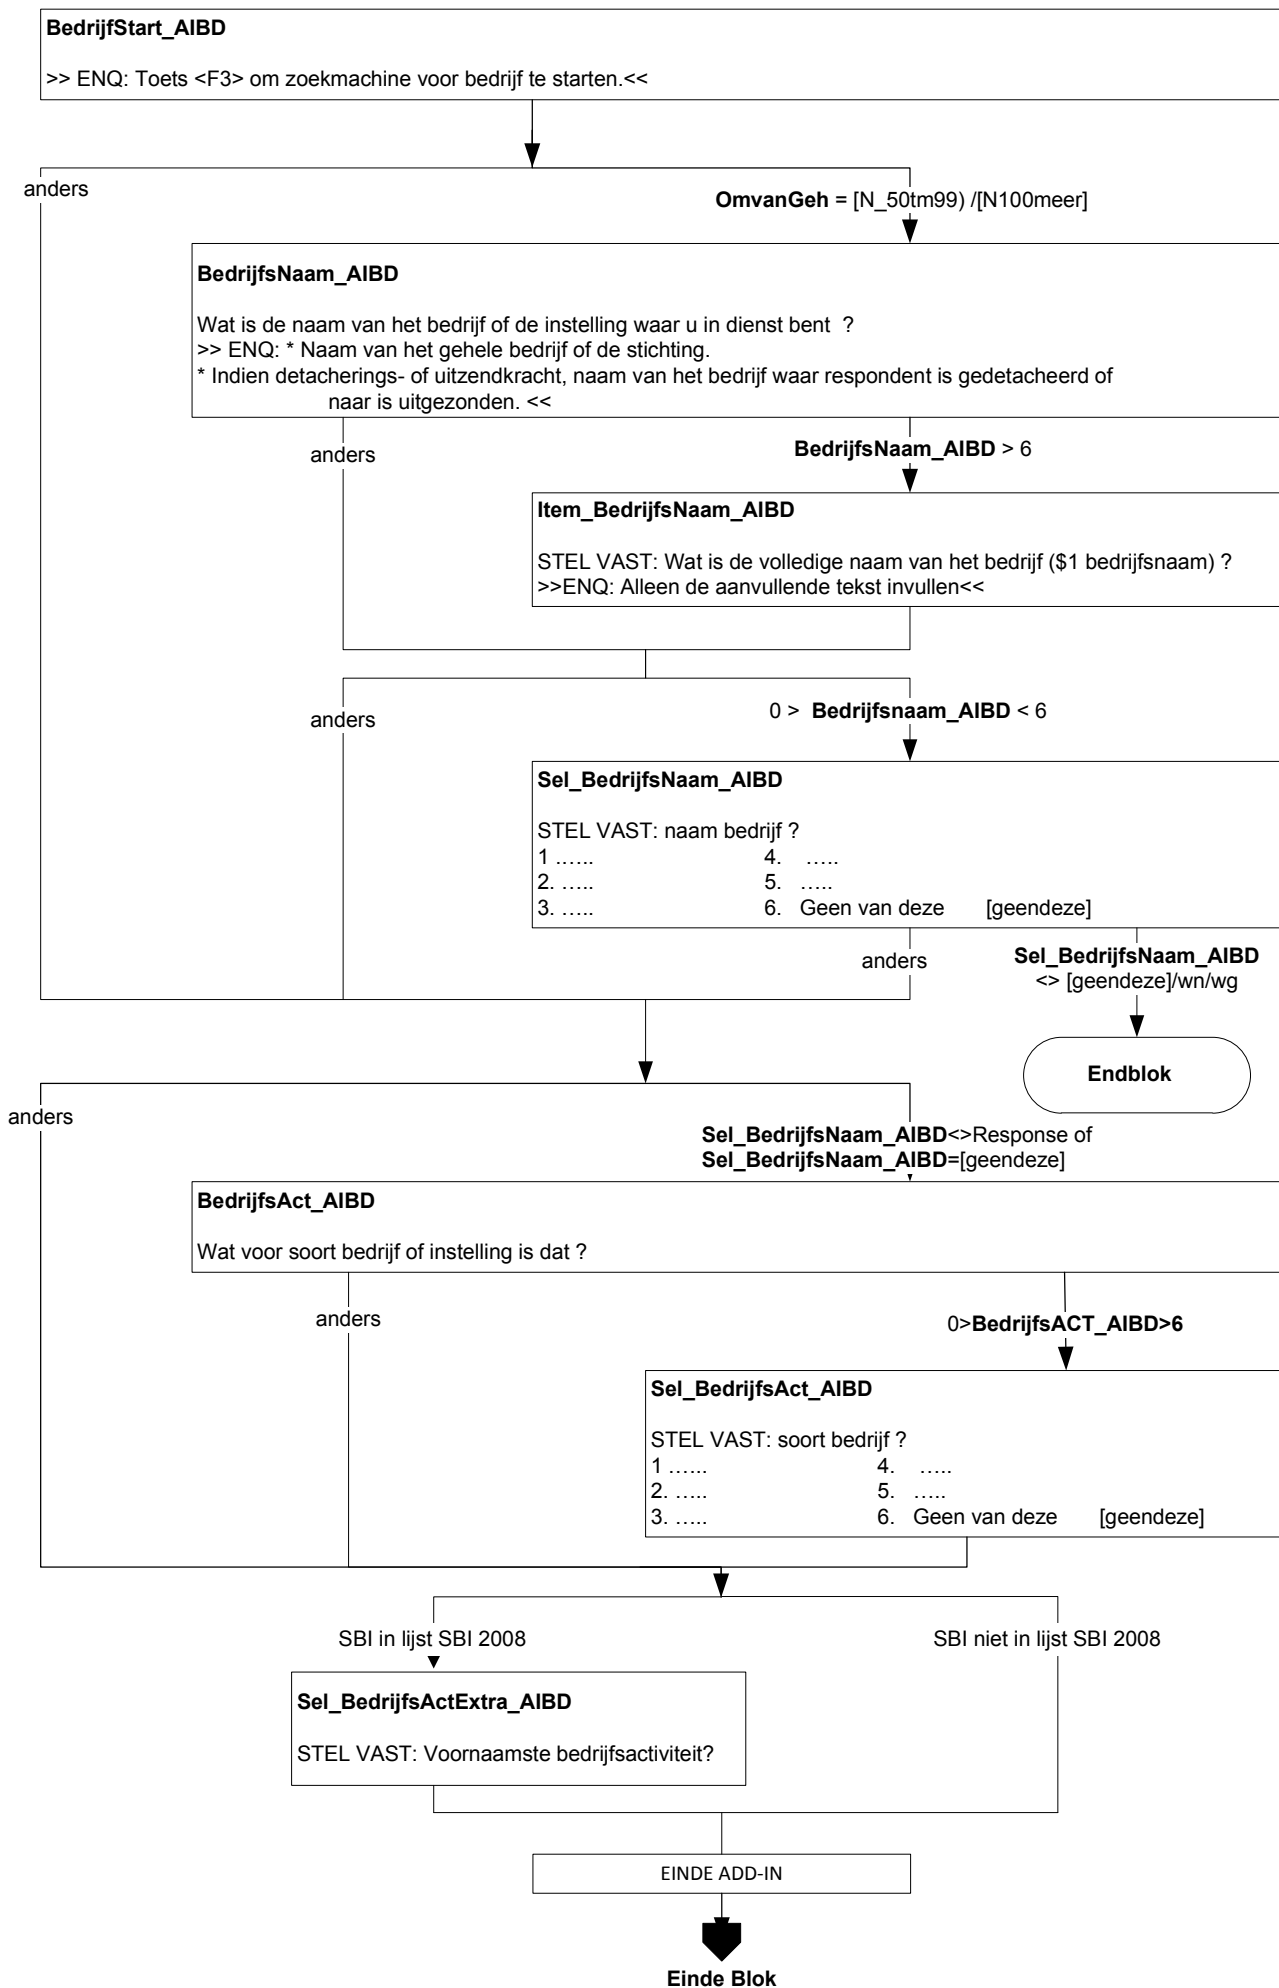 BedrijfStart_AIBD
>> ENQ: Toets <F3> om zoekmachine voor bedrijf te starten.<<
anders
OmvanGeh = [N_50tm99) /[N100meer]
BedrijfsNaam_AIBD
Wat is de naam van het bedrijf of de instelling waar u in dienst bent  ?
>> ENQ: * Naam van het gehele bedrijf of de stichting.
* Indien detacherings- of uitzendkracht, naam van het bedrijf waar respondent is gedetacheerd of
naar is uitgezonden. <<
anders
BedrijfsNaam_AIBD > 6
Item_BedrijfsNaam_AIBD
STEL VAST: Wat is de volledige naam van het bedrijf ($1 bedrijfsnaam) ?
>>ENQ: Alleen de aanvullende tekst invullen<<
anders
0 >  Bedrijfsnaam_AIBD < 6
Sel_BedrijfsNaam_AIBD
STEL VAST: naam bedrijf ?
1 ......   4.   .....
2. .....   5.   .....
3. .....   6.   Geen van deze   [geendeze]
anders
Sel_BedrijfsNaam_AIBD
<> [geendeze]/wn/wg
Endblok
anders
Sel_BedrijfsNaam_AIBD<>Response of
Sel_BedrijfsNaam_AIBD=[geendeze]
BedrijfsAct_AIBD
Wat voor soort bedrijf of instelling is dat ?
anders
0>BedrijfsACT_AIBD>6
Sel_BedrijfsAct_AIBD
STEL VAST: soort bedrijf ?
1 ......   4.   .....
2. .....   5.   .....
3. .....   6.   Geen van deze   [geendeze]
SBI in lijst SBI 2008
SBI niet in lijst SBI 2008
Sel_BedrijfsActExtra_AIBD
STEL VAST: Voornaamste bedrijfsactiviteit?
EINDE ADD-IN
Einde Blok